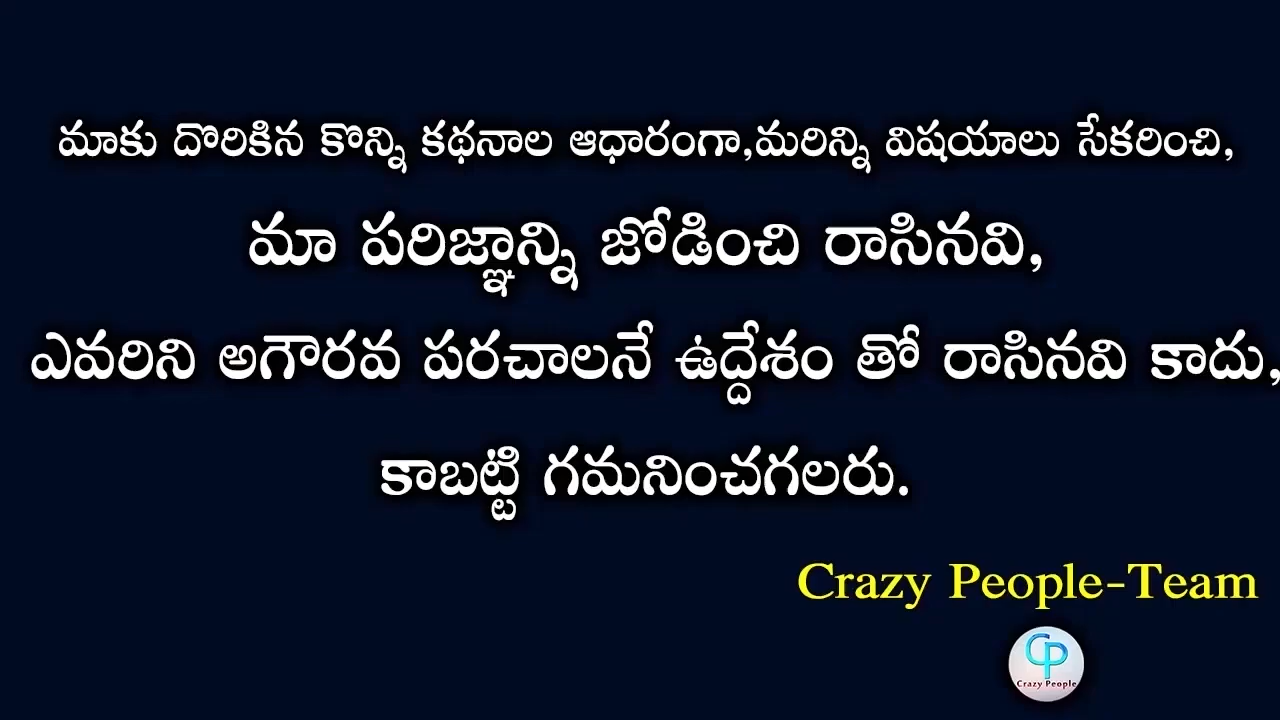 మాకు దొరికిన కొన్ని కథనాల ఆధారంగా,మరిన్ని విషయాలు సేకరించి,
మా పరిజ్ఞాన్ని జోడించి రాసినవి,
ఎవరిని అగౌరవ పరచాలనే ఉద్దేశం తో రాసినవి కాదు,
కాబట్టి గమనించగలరు.
Crazy People-Team
CP
Crazy People